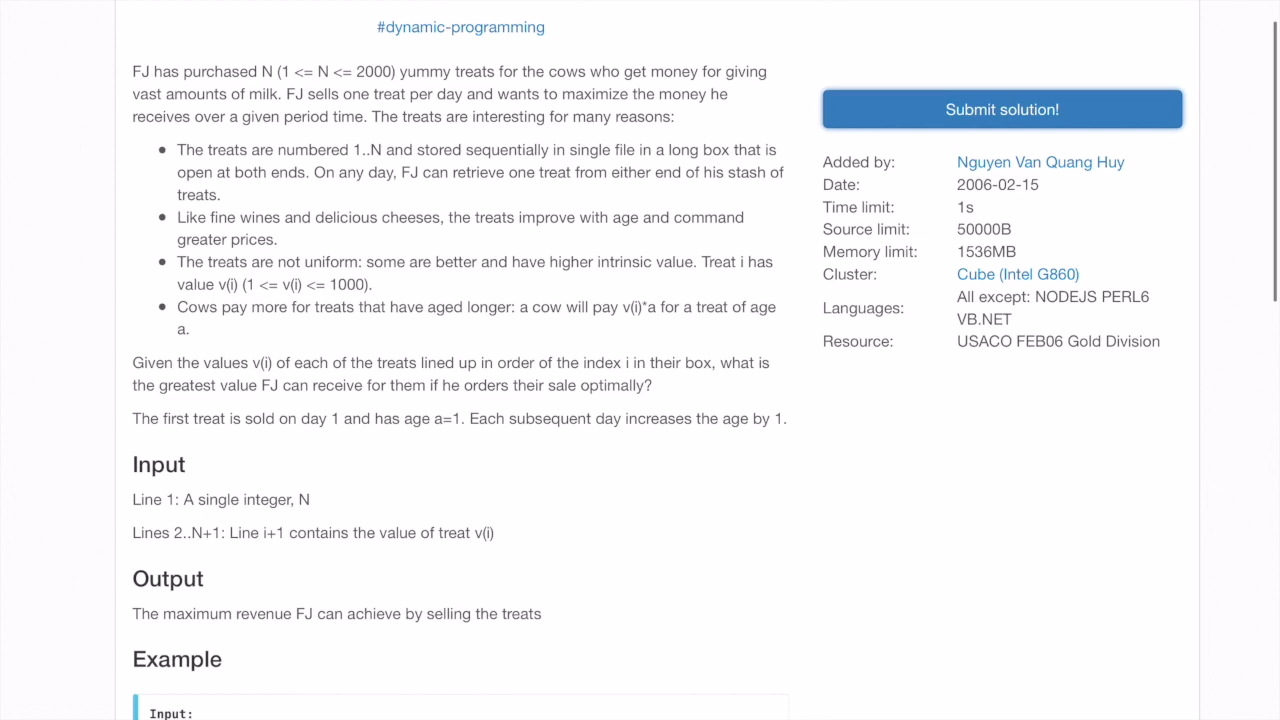 #dynamic-programming
FJ has purchased N (1 <= N <= 2000) yummy treats for the cows who get money for giving
vast amounts of milk. FJ sells one treat per day and wants to maximize the money he
receives over a given period time. The treats are interesting for many reasons:
• The treats are numbered 1..N and stored sequentially in single file in a long box that is
open at both ends. On any day, FJ can retrieve one treat from either end of his stash of
treats.
• Like fine wines and delicious cheeses, the treats improve with age and command
greater prices.
• The treats are not uniform: some are better and have higher intrinsic value. Treat i has
value v(i) (1 <= v(i) <= 1000).
• Cows pay more for treats that have aged longer: a cow will pay v(i)*a for a treat of age
a.
Given the values v(i) of each of the treats lined up in order of the index i in their box, what is
the greatest value FJ can receive for them if he orders their sale optimally?
The first treat is sold on day 1 and has age a=1. Each subsequent day increases the age by 1.
Input
Line 1: A single integer, N
Lines 2..N+1: Line i+1 contains the value of treat v(i)
Output
The maximum revenue FJ can achieve by selling the treats
Example
Input:
Submit solution!
Added by: Nguyen Van Quang Huy
Date: 2006-02-15
Time limit: 1s
Source limit: 50000B
Memory limit: 1536MB
Cluster: Cube (Intel G860)
Languages: All except: NODEJS PERL6
VB.NET
Resource: USACO FEB06 Gold Division